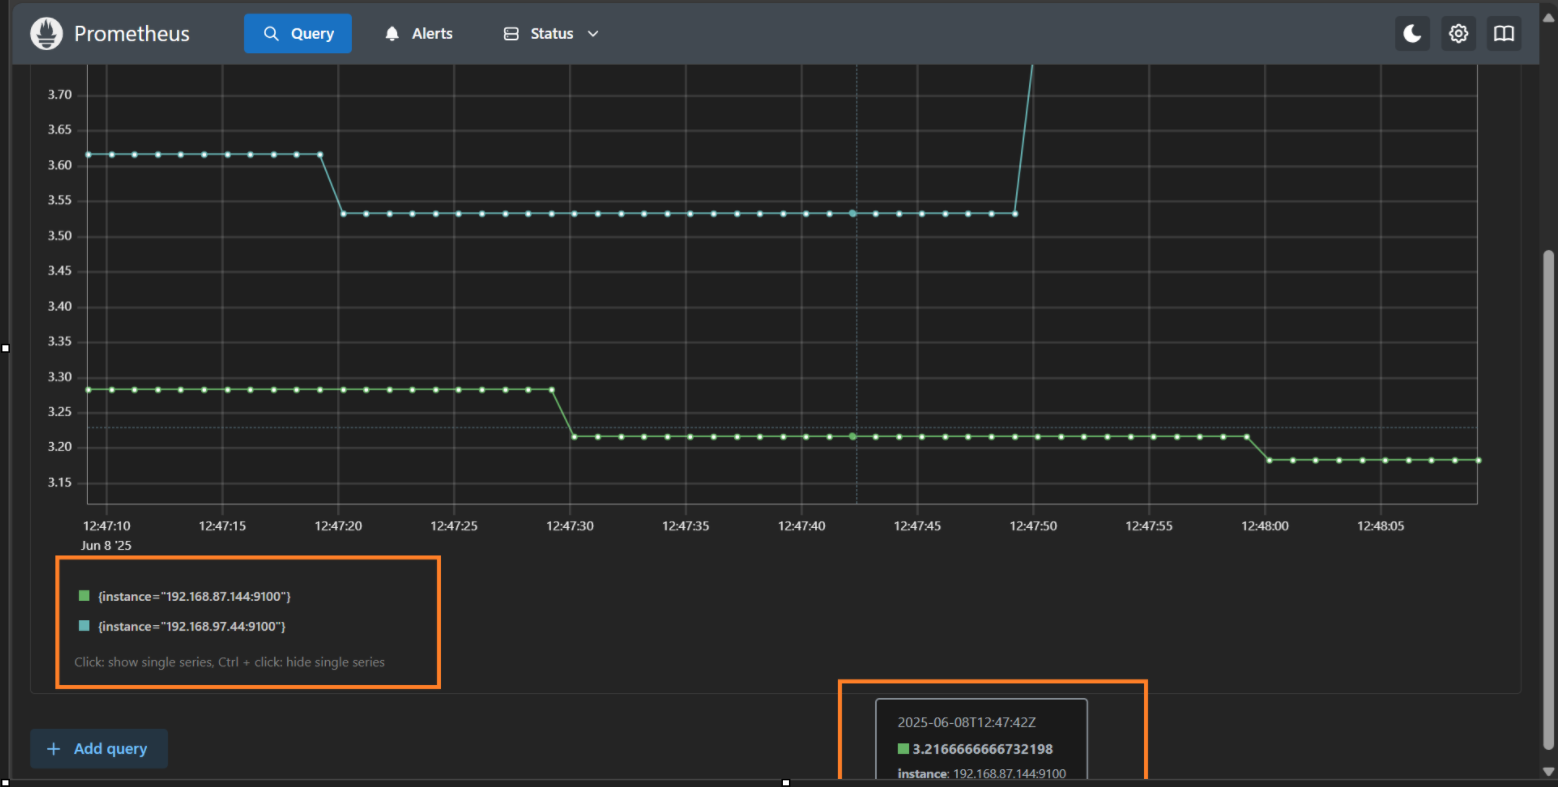 Prometheus Query Alerts Status
3.70
3.65
3.60
3.55
3.50
3.45
3.40
3.35
3.30
3.25
3.20
3.15
12:47:10 12:47:15 12:47:20 12:47:25 12:47:30 12:47:35 12:47:40 12:47:45 12:47:50 12:47:55 12:48:00 12:48:05
Jun 8 '25
{instance="192.168.87.144:9100"}
{instance="192.168.97.44:9100"}
Click: show single series, Ctrl + click: hide single series
2025-06-08T12:47:42Z
+ Add query
3.2166666666732198
instance: 192.168.87.144:9100